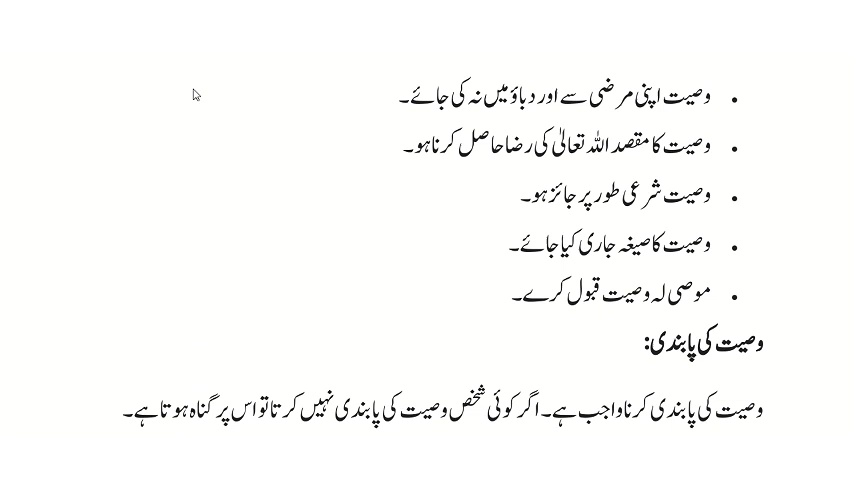 • وصیت اپنی مرضی سے اور دباؤ میں نہ کی جائے۔
• وصیت کا مقصد اللہ تعالیٰ کی رضا حاصل کرنا ہو۔
• وصیت شرعی طور پر جائز ہو۔
• وصیت کا صیغہ جاری کیا جائے۔
• موصی لہ وصیت قبول کرے۔
وصیت کی پابندی:
وصیت کی پابندی کرنا واجب ہے۔ اگر کوئی شخص وصیت کی پابندی نہیں کرتا تو اس پر گناہ ہوتا ہے۔